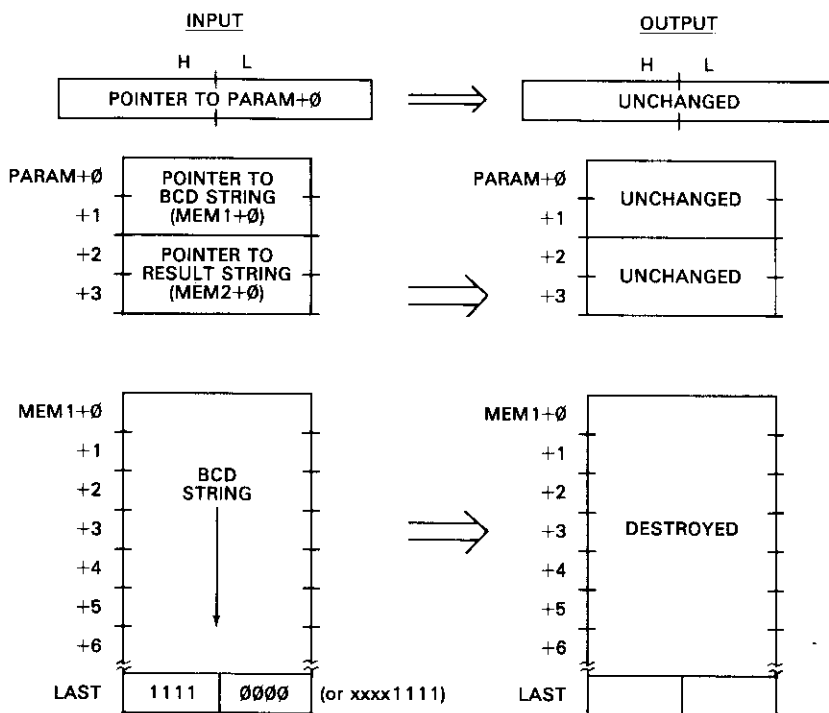 INPUT
OUTPUT
H L
H L
POINTER TO PARAM+Ø
UNCHANGED
PARAM+Ø
+1
+2
+3
POINTER TO
BCD STRING
(MEM1+Ø)
POINTER TO
RESULT STRING
(MEM2+Ø)
PARAM+Ø
+1
+2
+3
UNCHANGED
UNCHANGED
MEM1+Ø
+1
+2
+3
+4
+5
+6
LAST
BCD
STRING
1111 ØØØØ (or xxxx1111)
MEM1+Ø
+1
+2
+3
+4
+5
+6
LAST
DESTROYED